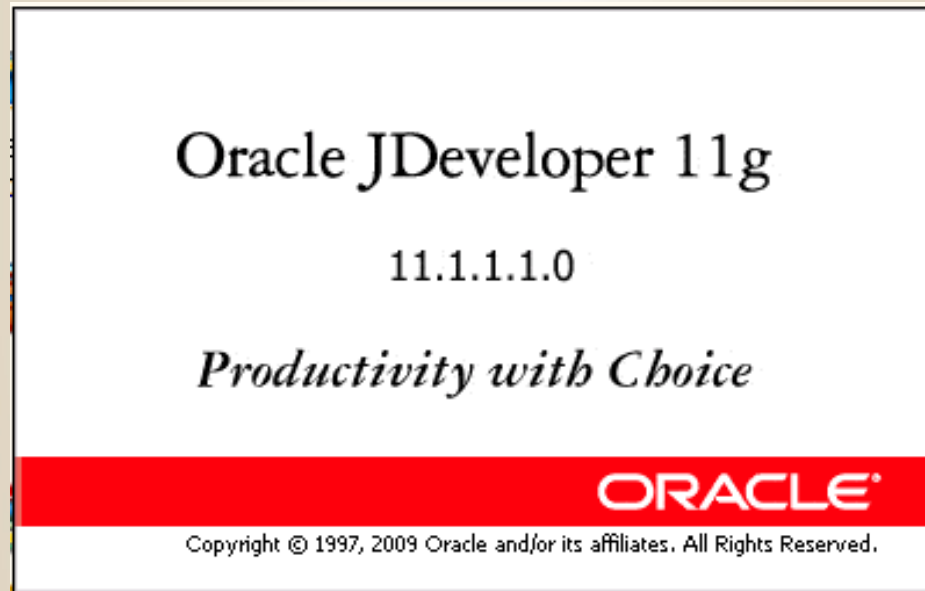 Oracle JDeveloper 11g
11.1.1.1.0
Productivity with Choice
ORACLE®
Copyright © 1997, 2009 Oracle and/or its affiliates. All Rights Reserved.